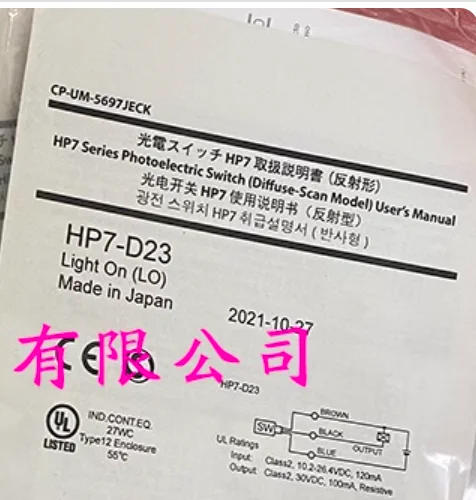 CP-UM-5697JECK
光電スイッチ HP7 取扱説明書 (反射形)
HP7 Series Photoelectric Switch (Diffuse-Scan Model) User's Manual
光电开关 HP7 使用说明书 (反射型)
광전 스위치 HP7 취급설명서 (반사형)
HP7-D23
Light On (LO)
Made in Japan
2021-10-27
有限公司
CE
HP7-D23
UL
LISTED
IND.CONT.EQ.
27WC
Type12 Enclosure
55℃
SW
BROWN
BLACK
OUTPUT
BLUE
UL Ratings
Input: Class2, 10.2-26.4VDC, 120mA
Output: Class2, 30VDC, 100mA, Resistive